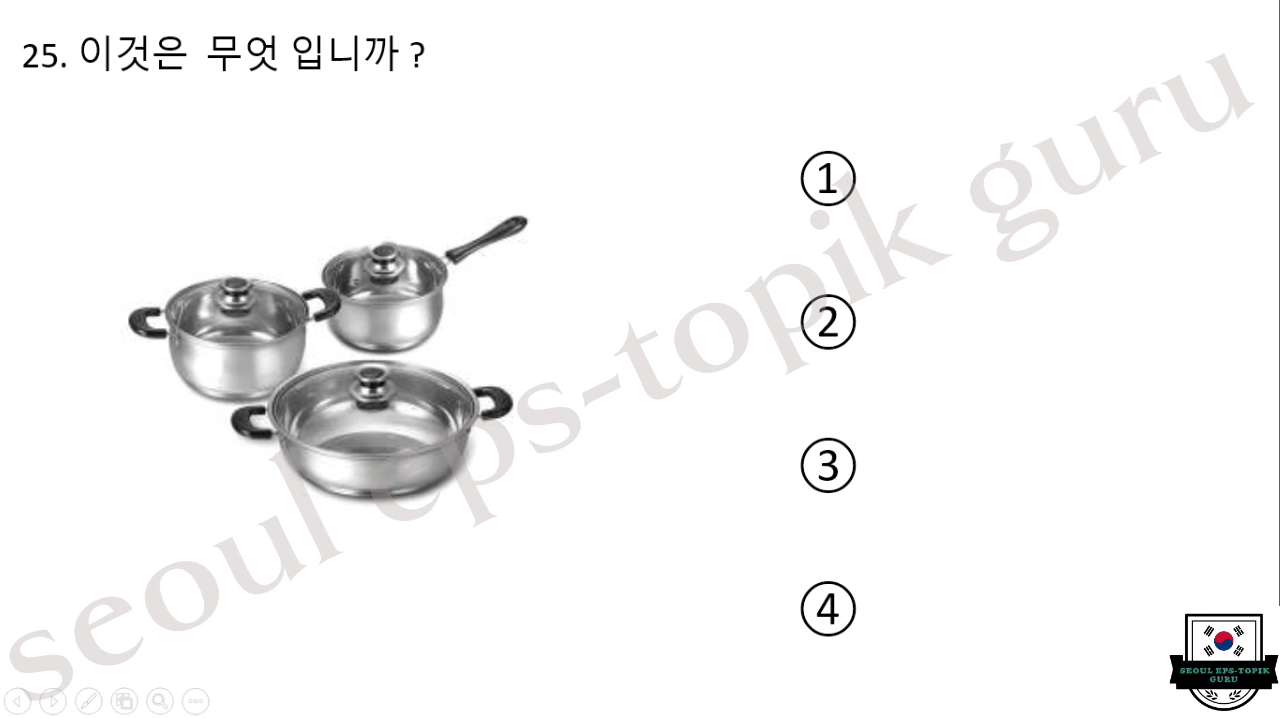 25. 이것은 무엇 입니까 ?
①
②
③
④
seoul eps-topik guru
SEOUL EPS-TOPIK
GURU